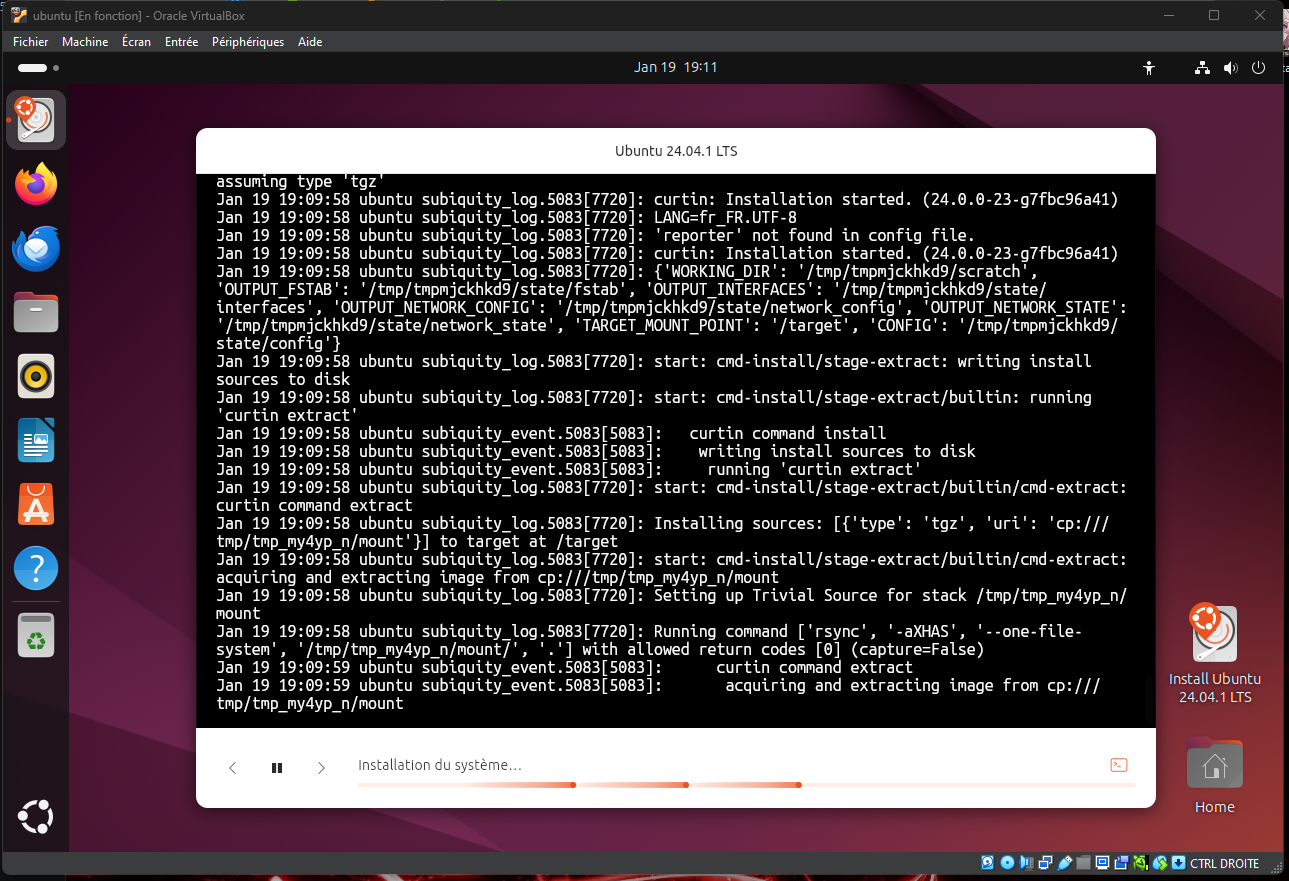 ubuntu [En fonction] - Oracle VirtualBox
Fichier Machine Écran Entrée Périphériques Aide
Jan 19 19:11
Ubuntu 24.04.1 LTS
assuming type 'tgz'
Jan 19 19:09:58 ubuntu subiquity_log.5083[7720]: curtin: Installation started. (24.0.0-23-g7fbc96a41)
Jan 19 19:09:58 ubuntu subiquity_log.5083[7720]: LANG=fr_FR.UTF-8
Jan 19 19:09:58 ubuntu subiquity_log.5083[7720]: 'reporter' not found in config file.
Jan 19 19:09:58 ubuntu subiquity_log.5083[7720]: curtin: Installation started. (24.0.0-23-g7fbc96a41)
Jan 19 19:09:58 ubuntu subiquity_log.5083[7720]: {'WORKING_DIR': '/tmp/tmpmjckhkd9/scratch',
'OUTPUT_FSTAB': '/tmp/tmpmjckhkd9/state/fstab', 'OUTPUT_INTERFACES': '/tmp/tmpmjckhkd9/state/
interfaces', 'OUTPUT_NETWORK_CONFIG': '/tmp/tmpmjckhkd9/state/network_config', 'OUTPUT_NETWORK_STATE':
'/tmp/tmpmjckhkd9/state/network_state', 'TARGET_MOUNT_POINT': '/target', 'CONFIG': '/tmp/tmpmjckhkd9/
state/config'}
Jan 19 19:09:58 ubuntu subiquity_log.5083[7720]: start: cmd-install/stage-extract: writing install
sources to disk
Jan 19 19:09:58 ubuntu subiquity_log.5083[7720]: start: cmd-install/stage-extract/builtin: running
'curtin extract'
Jan 19 19:09:58 ubuntu subiquity_event.5083[5083]:   curtin command install
Jan 19 19:09:58 ubuntu subiquity_event.5083[5083]:    writing install sources to disk
Jan 19 19:09:58 ubuntu subiquity_event.5083[5083]:     running 'curtin extract'
Jan 19 19:09:58 ubuntu subiquity_log.5083[7720]: start: cmd-install/stage-extract/builtin/cmd-extract:
curtin command extract
Jan 19 19:09:58 ubuntu subiquity_log.5083[7720]: Installing sources: [{'type': 'tgz', 'uri': 'cp:///
tmp/tmp_my4yp_n/mount'}] to target at /target
Jan 19 19:09:58 ubuntu subiquity_log.5083[7720]: start: cmd-install/stage-extract/builtin/cmd-extract:
acquiring and extracting image from cp:///tmp/tmp_my4yp_n/mount
Jan 19 19:09:58 ubuntu subiquity_log.5083[7720]: Setting up Trivial Source for stack /tmp/tmp_my4yp_n/
mount
Jan 19 19:09:58 ubuntu subiquity_log.5083[7720]: Running command ['rsync', '-aXHAS', '--one-file-
system', '/tmp/tmp_my4yp_n/mount/', '.'] with allowed return codes [0] (capture=False)
Jan 19 19:09:59 ubuntu subiquity_event.5083[5083]:      curtin command extract
Jan 19 19:09:59 ubuntu subiquity_event.5083[5083]:       acquiring and extracting image from cp:///
tmp/tmp_my4yp_n/mount
Installation du système…
Install Ubuntu
24.04.1 LTS
Home
CTRL DROITE